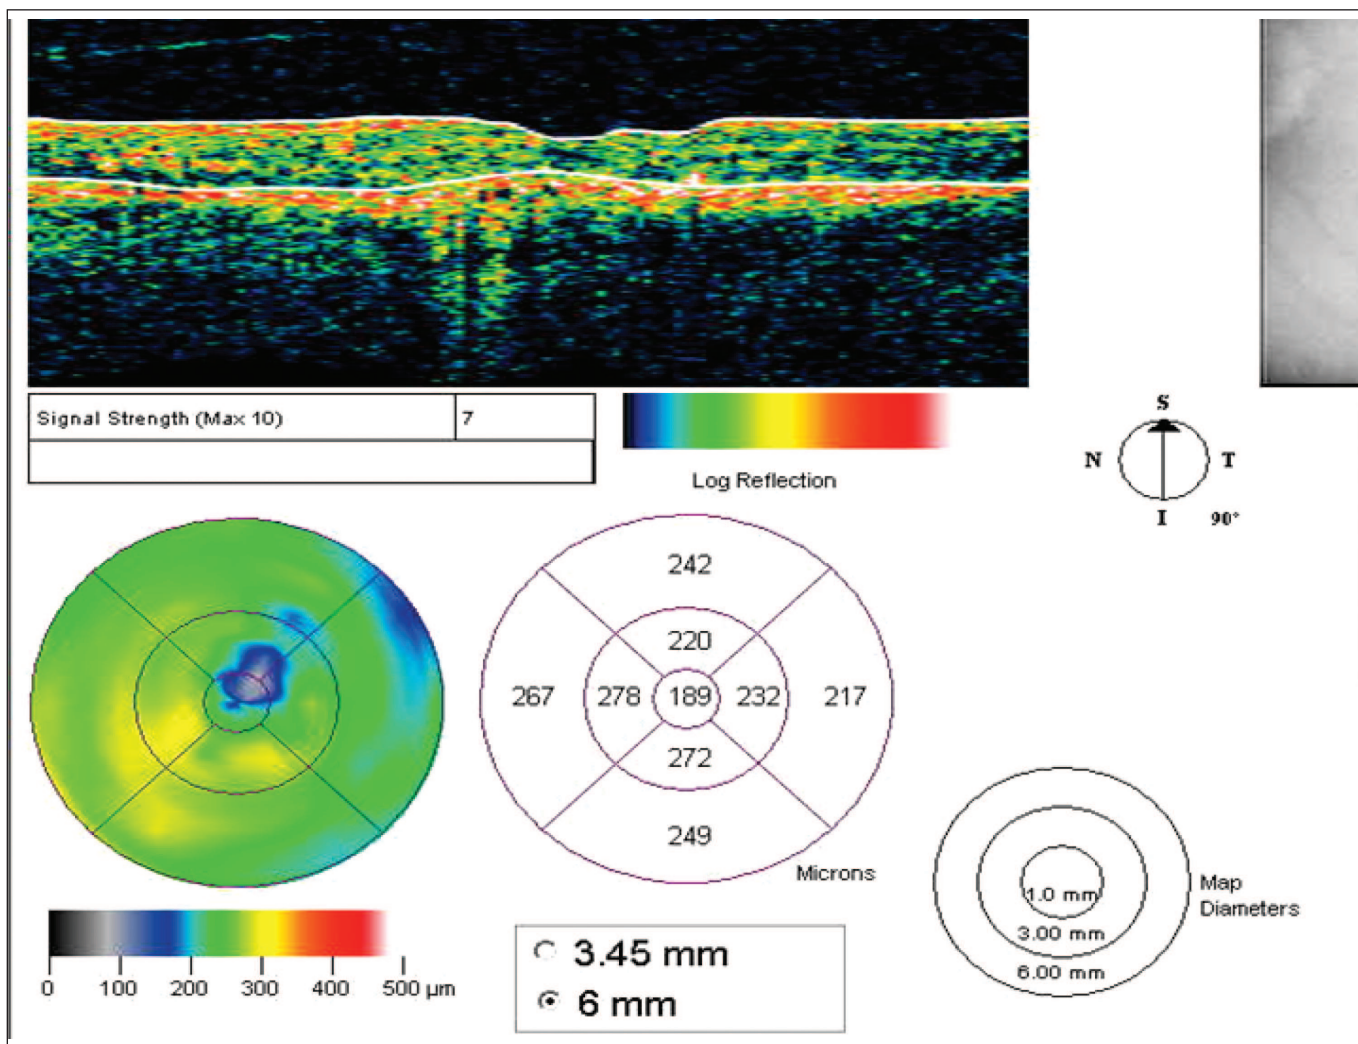 Signal Strength (Max 10) 7
Log Reflection
S
N T
I 90°
242
220
267 278 189 232 217
272
249
Microns
0 100 200 300 400 500 µm
3.45 mm
6 mm
1.0 mm
3.00 mm
6.00 mm
Map
Diameters